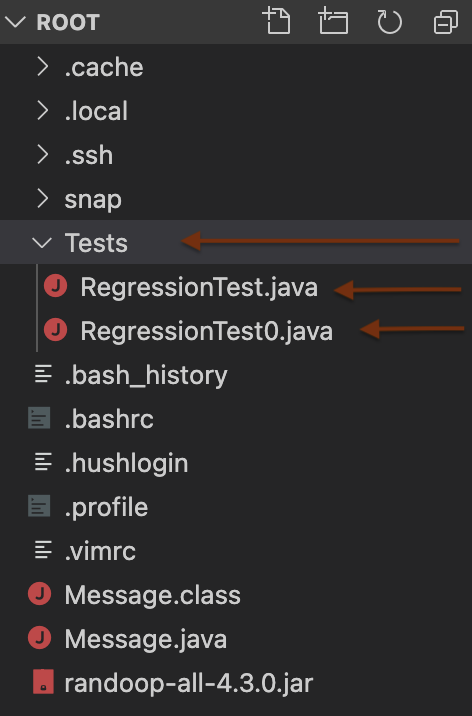 ROOT
.cache
.local
.ssh
snap
Tests
J RegressionTest.java
J RegressionTest0.java
.bash_history
.bashrc
.hushlogin
.profile
.vimrc
J Message.class
J Message.java
randoop-all-4.3.0.jar